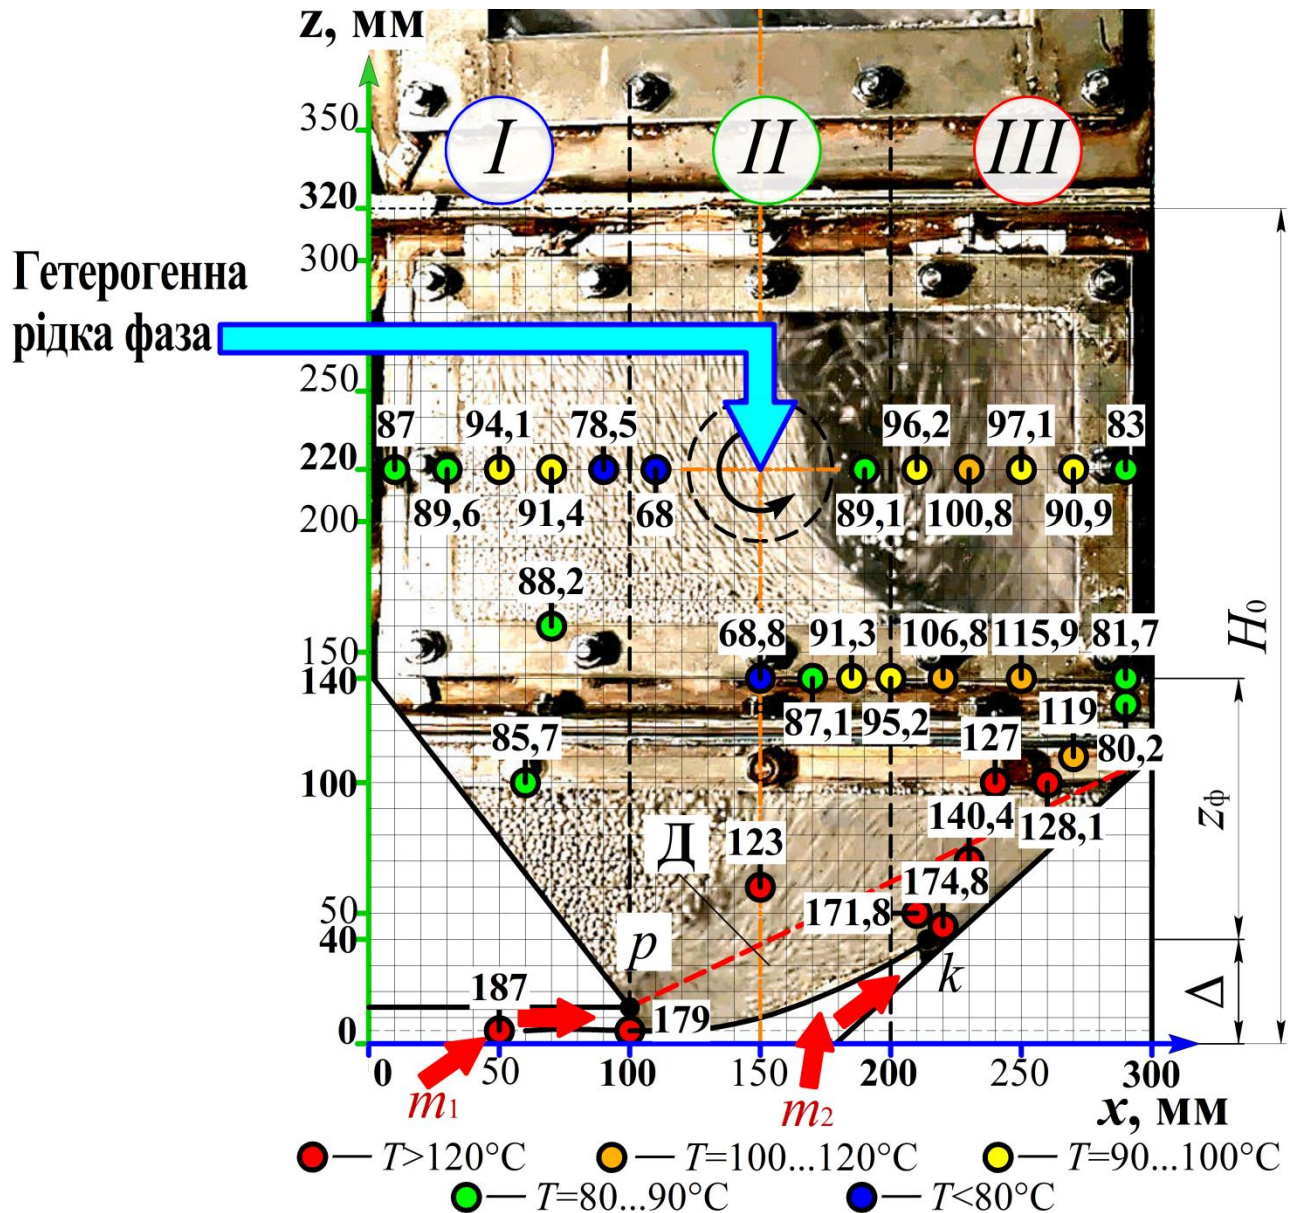 z, мм
I II III
350
320
300
Гетерогенна
рідка фаза
250
87 94,1 78,5 96,2 97,1 83
220
89,6 91,4 68 89,1 100,8 90,9
200
88,2
H0
150
68,8 91,3 106,8 115,9 81,7
140
87,1 95,2 127 119
85,7 80,2
100
zф
140,4 128,1
Д 123
174,8
50 171,8
40
p k
187 179
Δ
0
0 50 100 150 200 250 300
m1 m2 x, мм
T>120°C T=100...120°C T=90...100°C
T=80...90°C T<80°C